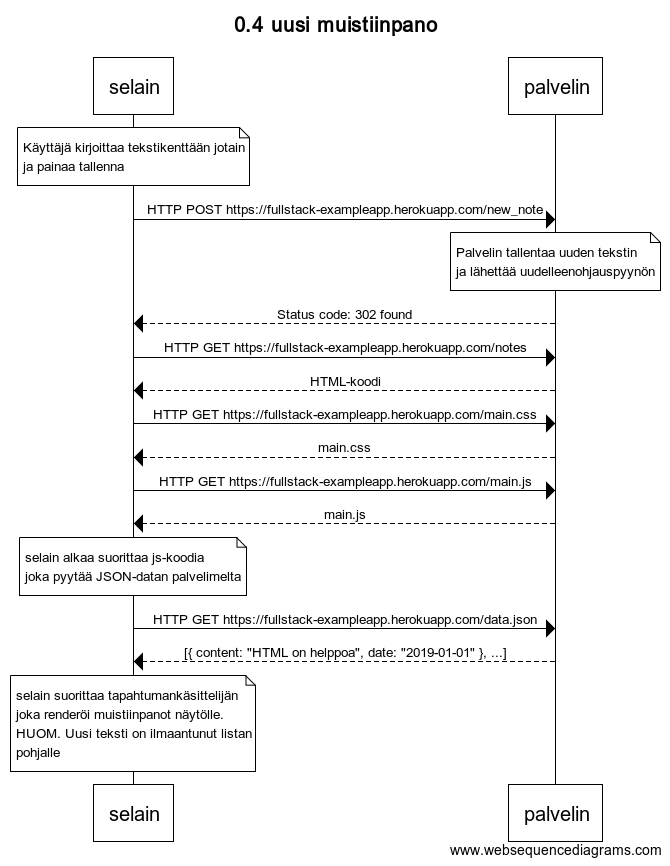 0.4 uusi muistiinpano
selain
palvelin
Käyttäjä kirjoittaa tekstikenttään jotain
ja painaa tallenna
HTTP POST https://fullstack-exampleapp.herokuapp.com/new_note
Palvelin tallentaa uuden tekstin
ja lähettää uudelleenohjauspyynön
Status code: 302 found
HTTP GET https://fullstack-exampleapp.herokuapp.com/notes
HTML-koodi
HTTP GET https://fullstack-exampleapp.herokuapp.com/main.css
main.css
HTTP GET https://fullstack-exampleapp.herokuapp.com/main.js
main.js
selain alkaa suorittaa js-koodia
joka pyytää JSON-datan palvelimelta
HTTP GET https://fullstack-exampleapp.herokuapp.com/data.json
[{ content: "HTML on helppoa", date: "2019-01-01" }, ...]
selain suorittaa tapahtumankäsittelijän
joka renderöi muistiinpanot näytölle.
HUOM. Uusi teksti on ilmaantunut listan
pohjalle
selain
palvelin
www.websequencediagrams.com